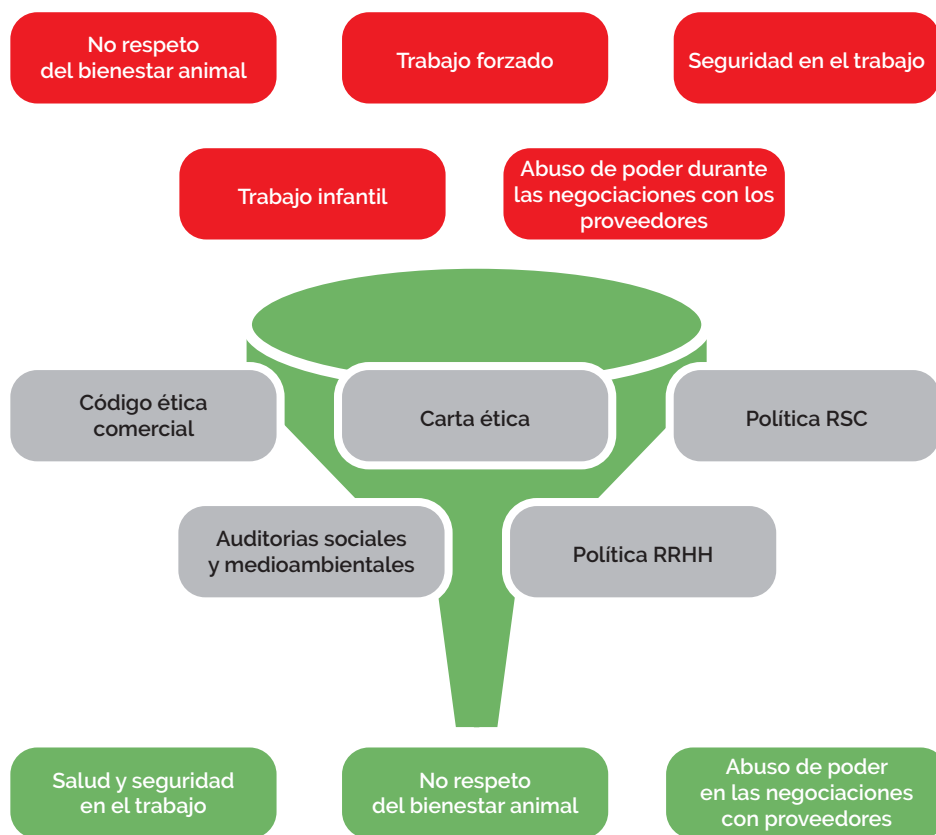 No respeto
del bienestar animal
Trabajo forzado
Seguridad en el trabajo
Trabajo infantil
Abuso de poder durante
las negociaciones con los
proveedores
Código ética
comercial
Carta ética
Política RSC
Auditorias sociales
y medioambientales
Política RRHH
Salud y seguridad
en el trabajo
No respeto
del bienestar animal
Abuso de poder
en las negociaciones
con proveedores